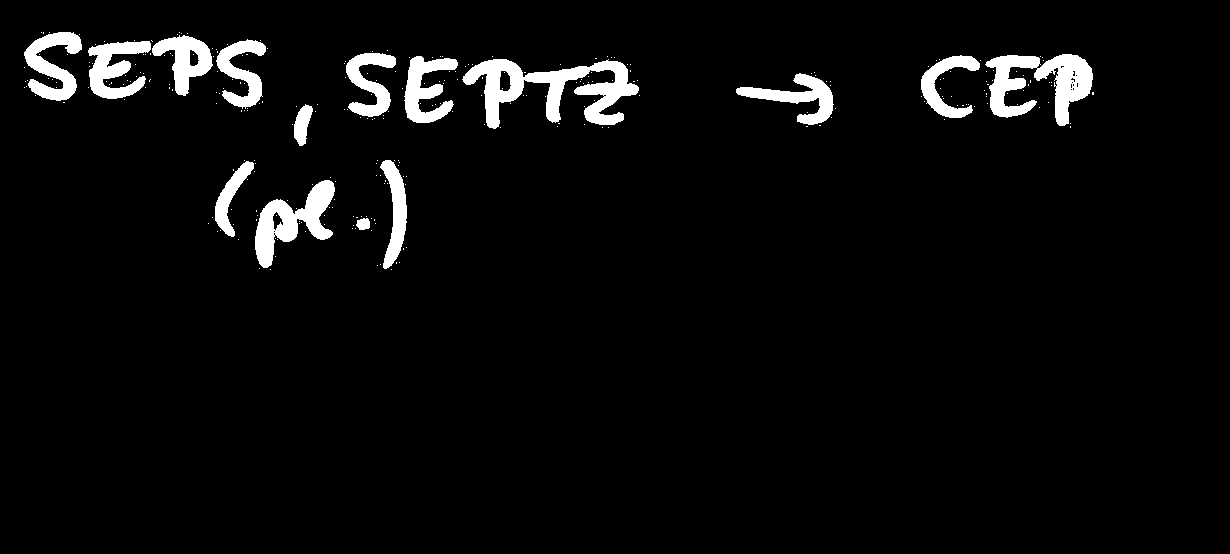 SEPS, SEPTZ → CEP
(pl.)